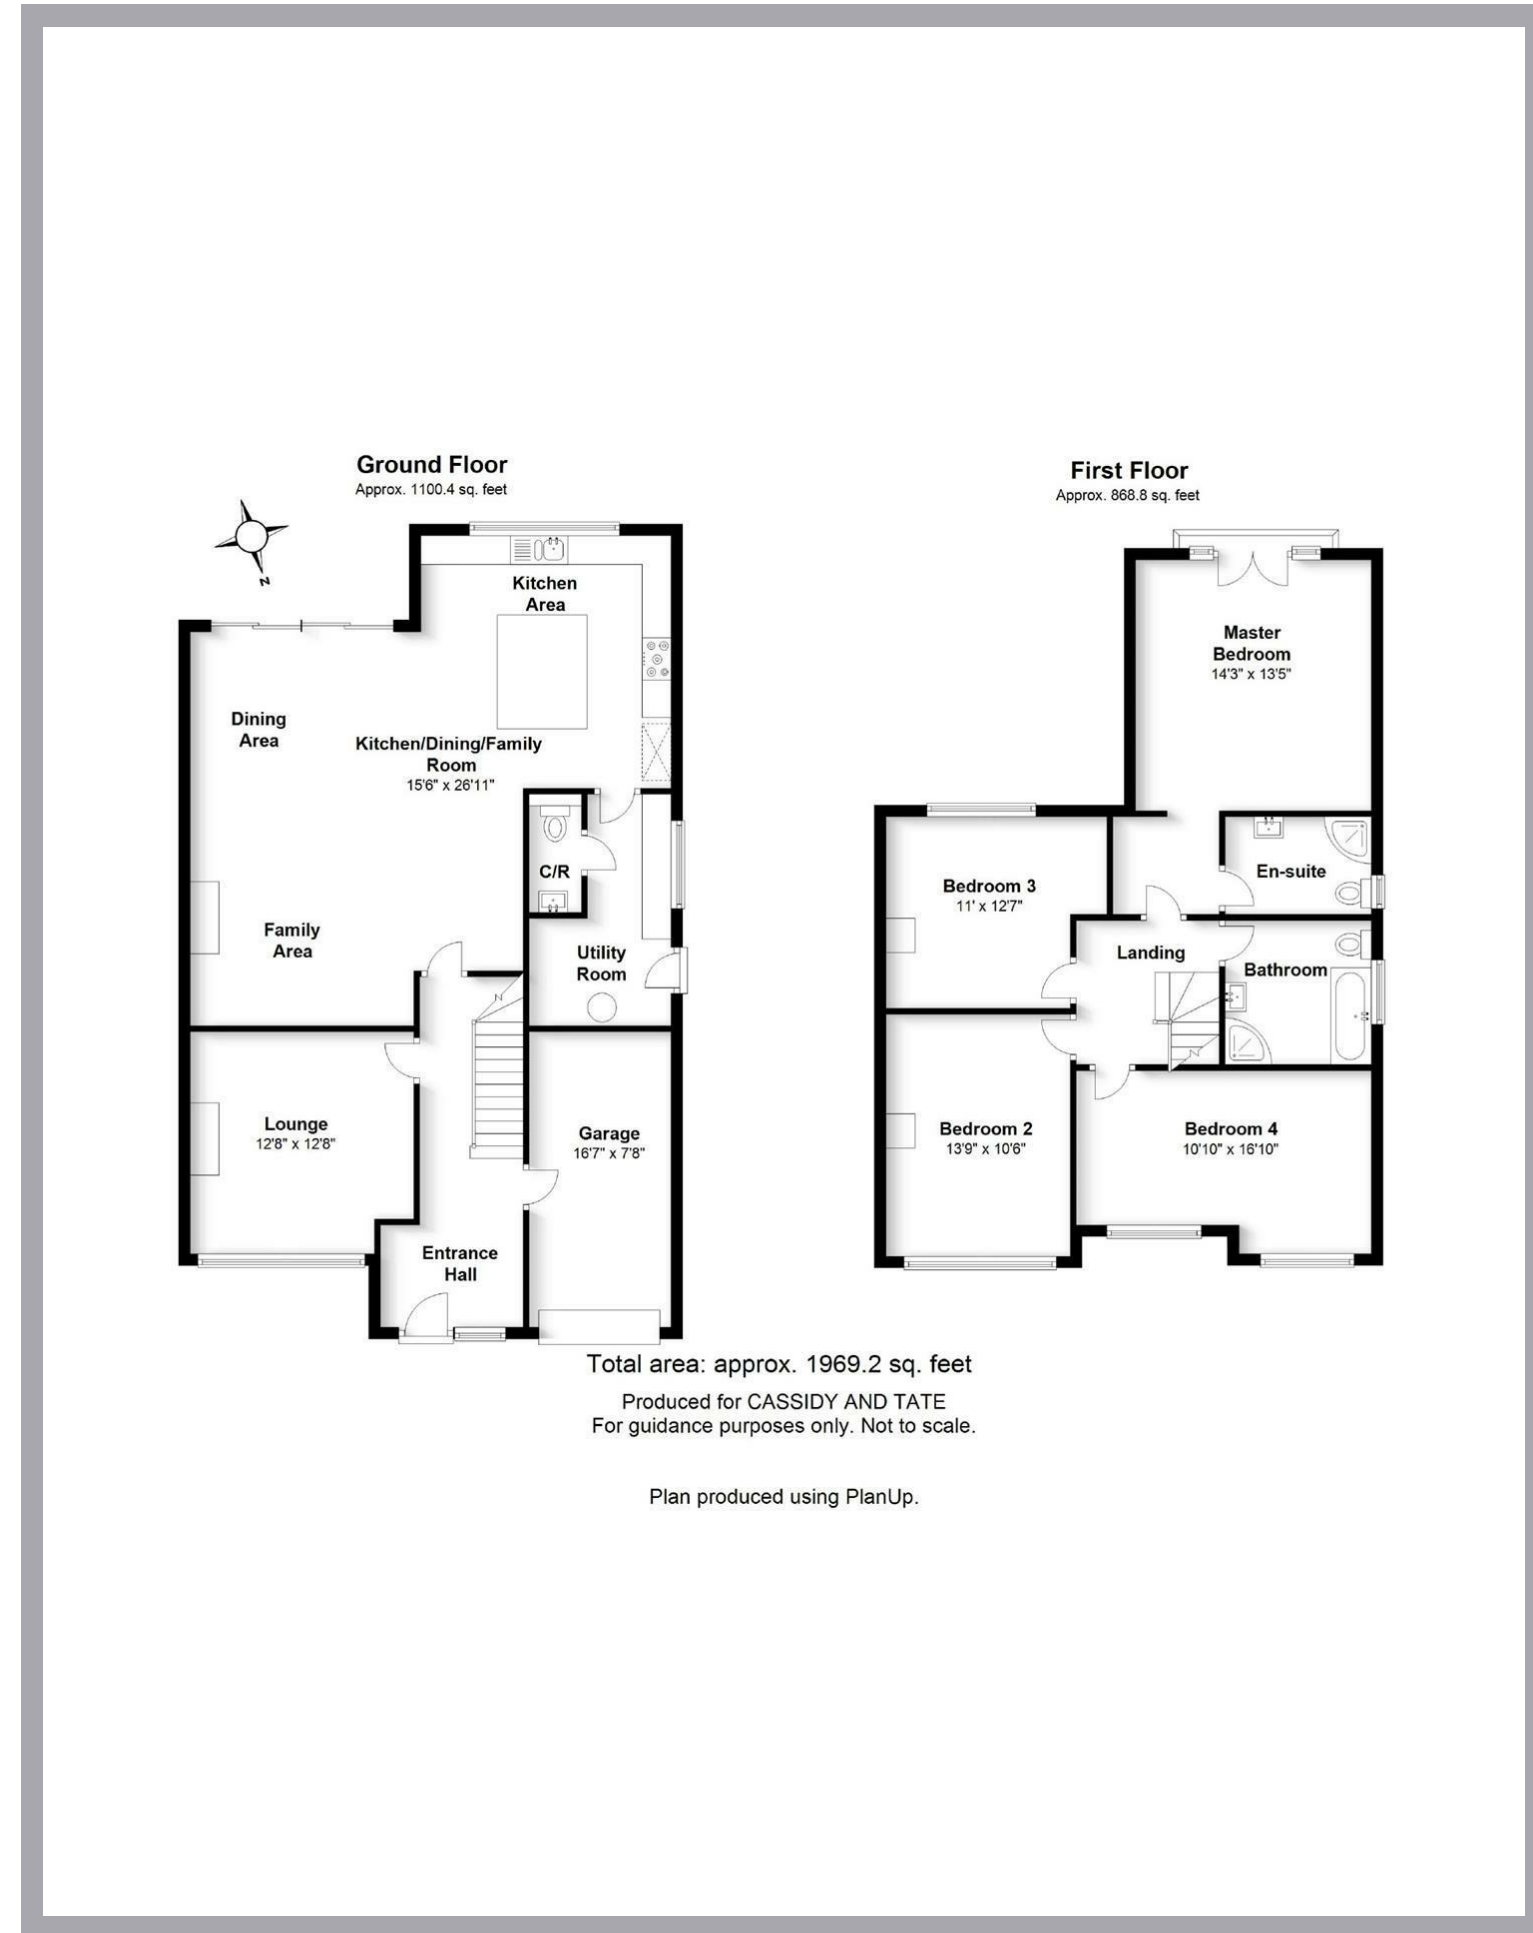 Ground Floor
Approx. 1100.4 sq. feet
N
Kitchen
Area
Dining
Area
Kitchen/Dining/Family
Room
15'6" x 26'11"
C/R
Family
Area
Utility
Room
Lounge
12'8" x 12'8"
Garage
16'7" x 7'8"
Entrance
Hall
First Floor
Approx. 868.8 sq. feet
Master
Bedroom
14'3" x 13'5"
Bedroom 3
11' x 12'7"
En-suite
Landing
Bathroom
Bedroom 2
13'9" x 10'6"
Bedroom 4
10'10" x 16'10"
Total area: approx. 1969.2 sq. feet
Produced for CASSIDY AND TATE
For guidance purposes only. Not to scale.
Plan produced using PlanUp.